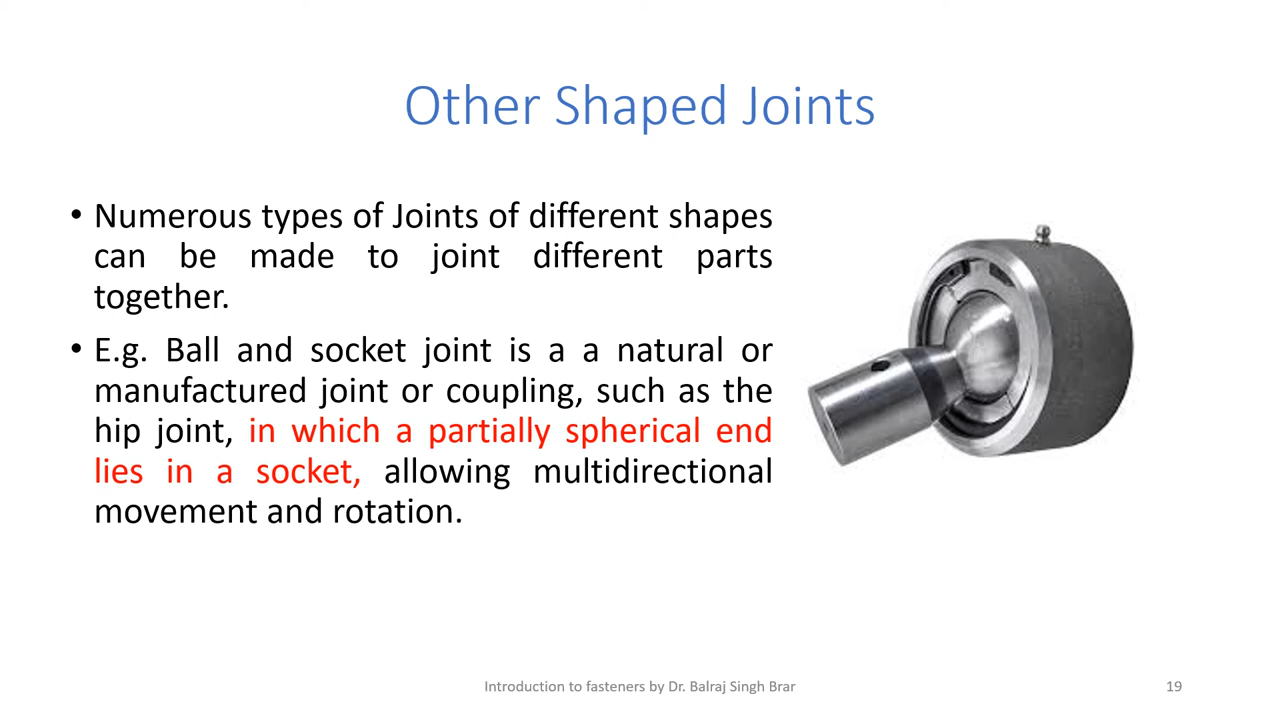 Other Shaped Joints
• Numerous types of Joints of different shapes
can be made to joint different parts
together.
• E.g. Ball and socket joint is a a natural or
manufactured joint or coupling, such as the
hip joint, in which a partially spherical end
lies in a socket, allowing multidirectional
movement and rotation.
Introduction to fasteners by Dr. Balraj Singh Brar
19